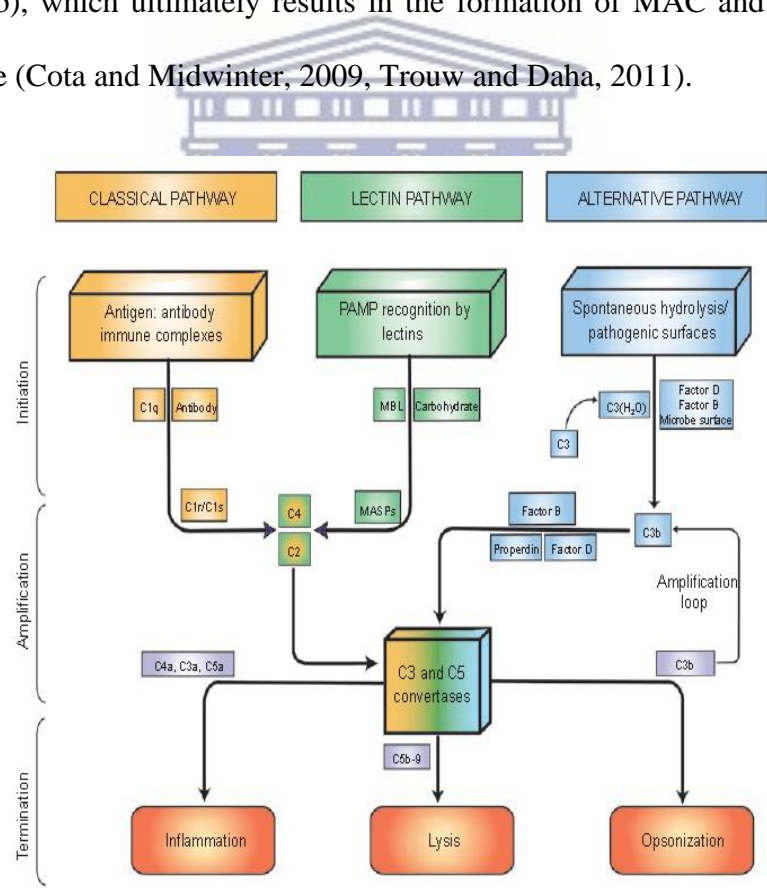 ), which ultimately results in the formation of MAC and
(Cota and Midwinter, 2009, Trouw and Daha, 2011).
CLASSICAL PATHWAY
LECTIN PATHWAY
ALTERNATIVE PATHWAY
Initiation
Antigen: antibody
immune complexes
PAMP recognition by
lectins
Spontaneous hydrolysis/
pathogenic surfaces
C1q
Antibody
MBL
Carbohydrate
C3(H₂O)
Factor D
Factor B
Microbe surface
C3
Amplification
C1r/C1s
C4
C2
MASPs
Factor B
Properdin
Factor D
C3b
Amplification
loop
C4a, C3a, C5a
C3 and C5
convertases
C3b
Termination
C5b-9
Inflammation
Lysis
Opsonization